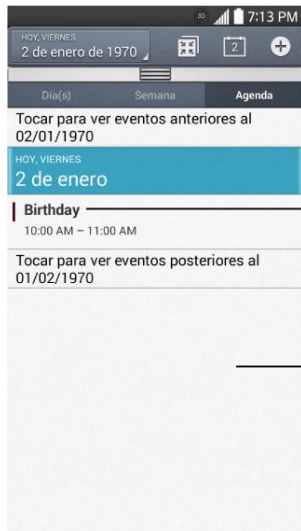 7:13 PM
HOY, VIERNES
2 de enero de 1970
2
Día(s) Semana Agenda
Tocar para ver eventos anteriores al
02/01/1970
HOY, VIERNES
2 de enero
Birthday
10:00 AM – 11:00 AM
Tocar para ver eventos posteriores al
01/02/1970